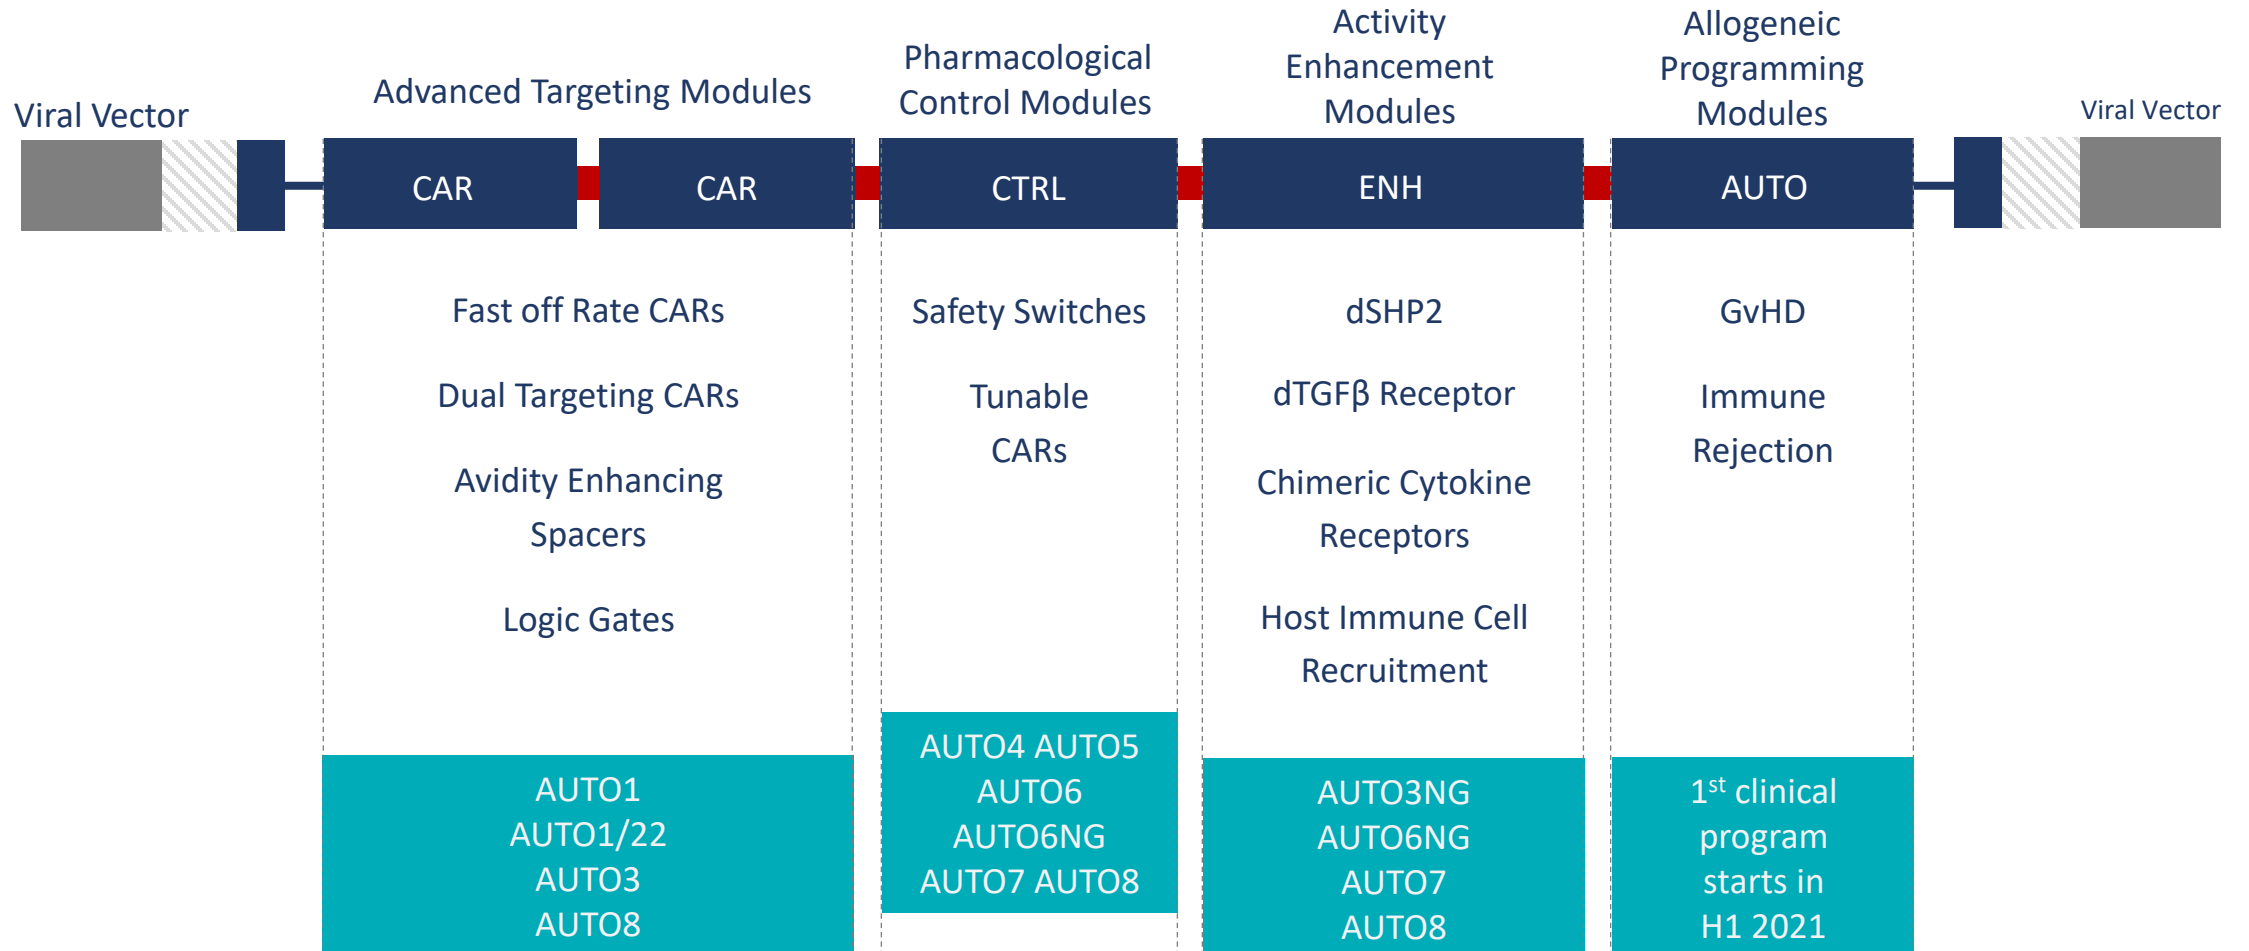 Viral Vector
Advanced Targeting Modules
Pharmacological
Control Modules
Activity
Enhancement
Modules
Allogeneic
Programming
Modules
Viral Vector
CAR
CAR
CTRL
ENH
AUTO
Fast off Rate CARs
Dual Targeting CARs
Avidity Enhancing
Spacers
Logic Gates
Safety Switches
Tunable
CARs
dSHP2
dTGFβ Receptor
Chimeric Cytokine
Receptors
Host Immune Cell
Recruitment
GvHD
Immune
Rejection
AUTO1
AUTO1/22
AUTO3
AUTO8
AUTO4 AUTO5
AUTO6
AUTO6NG
AUTO7 AUTO8
AUTO3NG
AUTO6NG
AUTO7
AUTO8
1st clinical
program
starts in
H1 2021